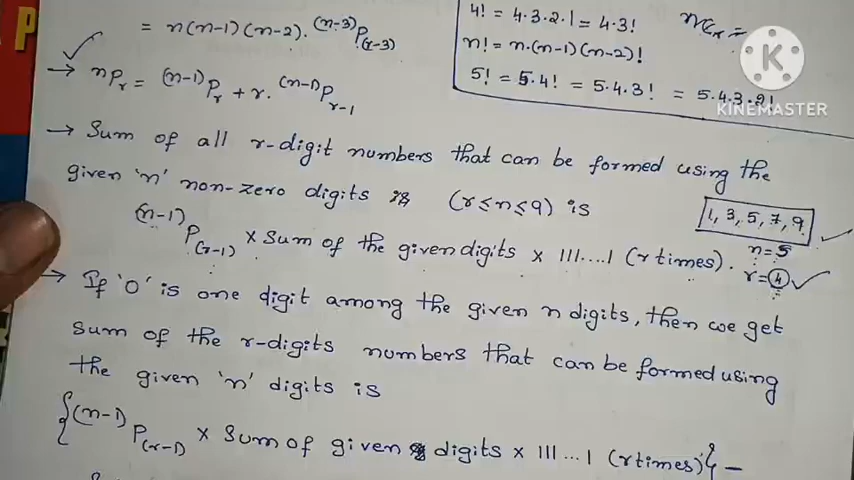 = n(n-1)(n-2). (n-3)P(r-3)
→ nPr = (n-1)Pr + r. (n-1)Pr-1
4! = 4.3.2.1 = 4.3!
n! = n.(n-1)(n-2)!
5! = 5.4! = 5.4.3! = 5.4.3.2!
nCr =
KINEMASTER
→ Sum of all r-digit numbers that can be formed using the
given 'n' non-zero digits is (r≤n≤9) is
(n-1)P(r-1) × sum of the given digits × 111....1 (r times).
1, 3, 5, 7, 9
n=5
r=4
→ If '0' is one digit among the given n digits, then we get
sum of the r-digits numbers that can be formed using
the given 'n' digits is
{(n-1)P(r-1) × sum of given digits × 111...1 (r times)} -